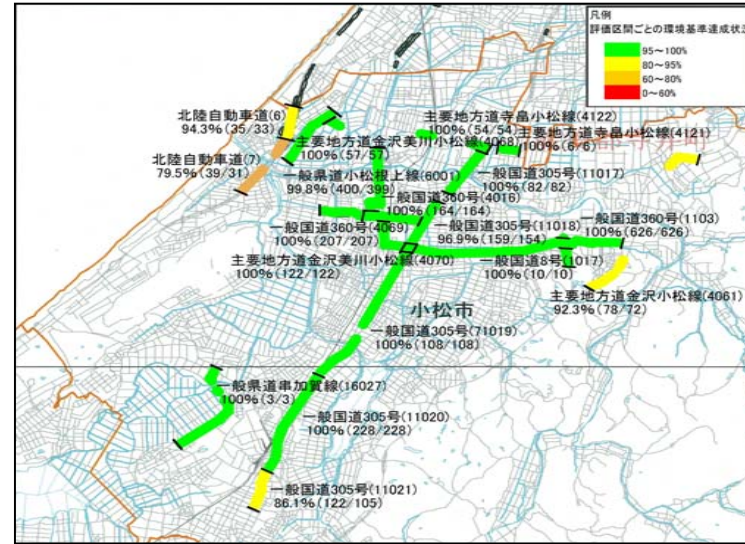 凡例
評価区間ごとの環境基準達成状況
95～100%
80～95%
60～80%
0～60%
北陸自動車道(6)
94.3%(35/33)
主要地方道寺畠小松線(4122)
100%(54/54)
主要地方道寺畠小松線(4121)
100%(6/6)
主要地方道金沢美川小松線(4068)
100%(57/57)
北陸自動車道(7)
79.5%(39/31)
一般国道305号(11017)
100%(82/82)
一般県道小松根上線(6001)
99.8%(400/399)
一般国道360号(4016)
100%(164/164)
一般国道360号(4069)
100%(207/207)
一般国道305号(11018)
96.9%(159/154)
一般国道360号(1103)
100%(626/626)
主要地方道金沢美川小松線(4070)
100%(122/122)
一般国道8号(1017)
100%(10/10)
主要地方道金沢小松線(4061)
92.3%(78/72)
小松市
一般国道305号(71019)
100%(108/108)
一般県道串加賀線(16027)
100%(3/3)
一般国道305号(11020)
100%(228/228)
一般国道305号(11021)
86.1%(122/105)